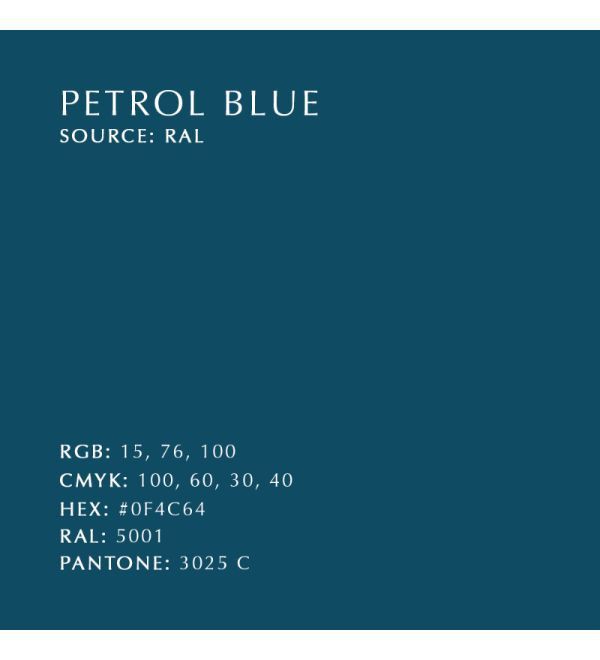 PETROL BLUE
SOURCE: RAL
RGB: 15, 76, 100
CMYK: 100, 60, 30, 40
HEX: #0F4C64
RAL: 5001
PANTONE: 3025 C